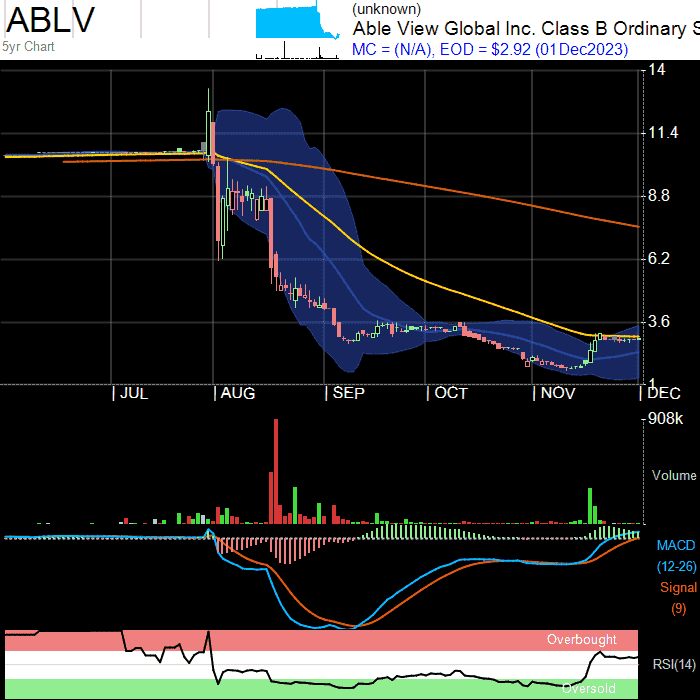 ABLV
5yr Chart
(unknown)
Able View Global Inc. Class B Ordinary S
MC = (N/A), EOD = $2.92 (01Dec2023)
14
11.4
8.8
6.2
3.6
1
JUL AUG SEP OCT NOV DEC
908k
Volume
MACD
(12-26)
Signal
(9)
Overbought
RSI(14)
Oversold